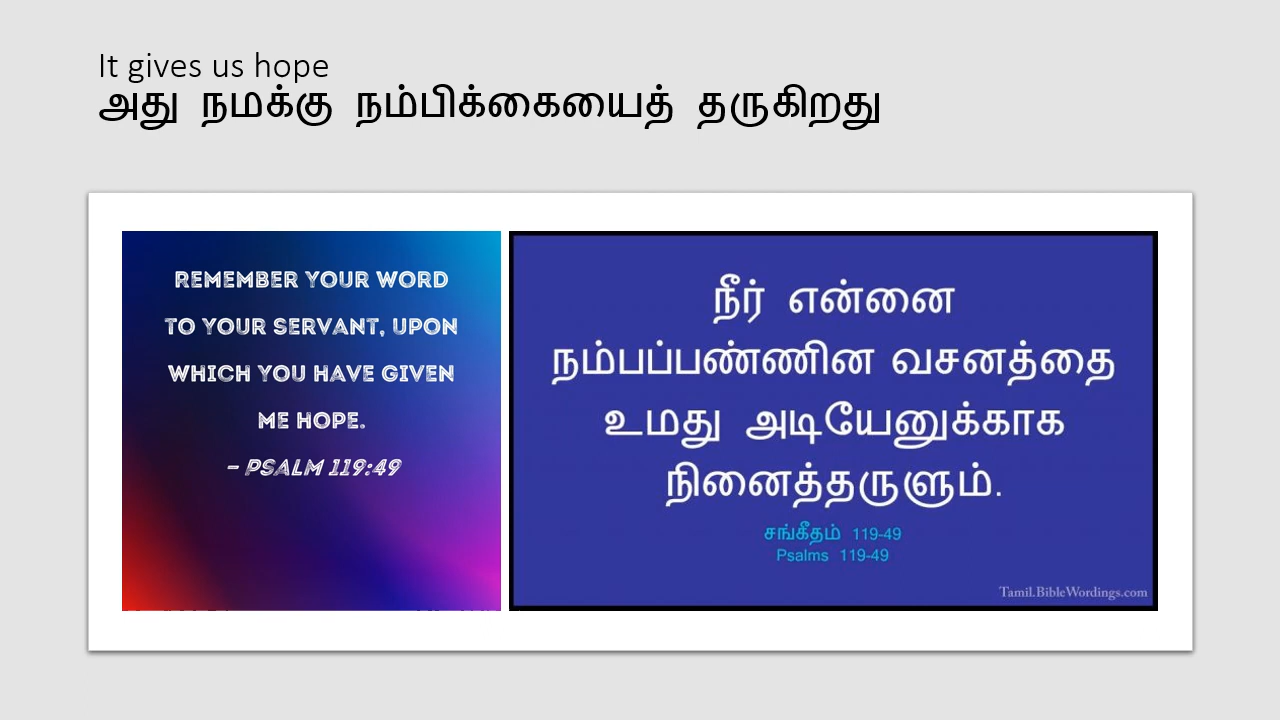 It gives us hope
அது நமக்கு நம்பிக்கையைத் தருகிறது
REMEMBER YOUR WORD
TO YOUR SERVANT, UPON
WHICH YOU HAVE GIVEN
ME HOPE.
– PSALM 119:49
நீர் என்னை
நம்பப்பண்ணின வசனத்தை
உமது அடியேனுக்காக
நினைத்தருளும்.
சங்கீதம் 119-49
Psalms 119-49
Tamil.BibleWordings.com